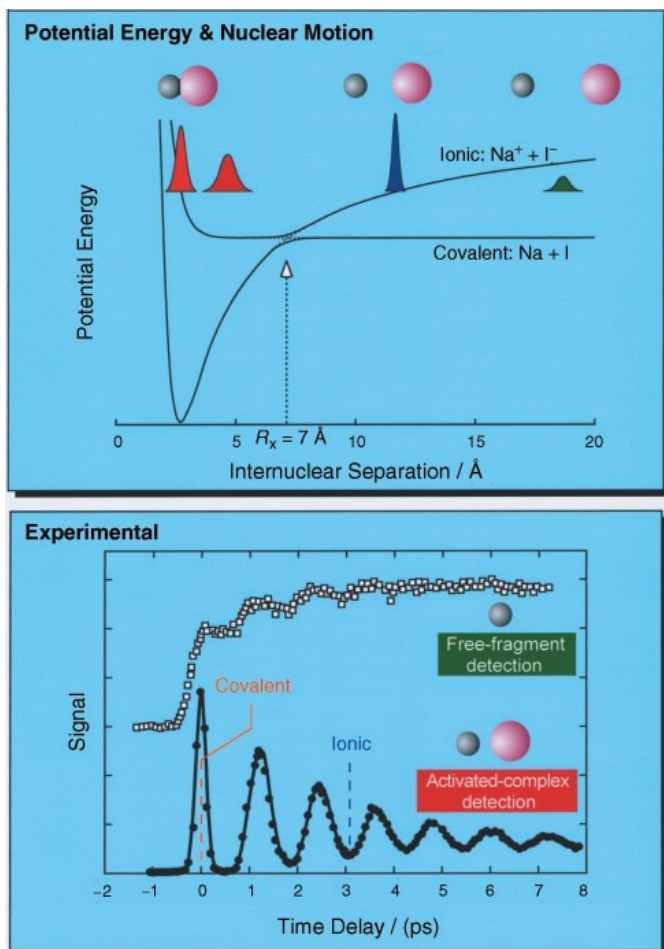 Potential Energy & Nuclear Motion
Ionic: Na⁺ + I⁻
Covalent: Na + I
Potential Energy
0
5
Rₓ = 7 Å
10
15
20
Internuclear Separation / Å
Experimental
Free-fragment
detection
Covalent
Ionic
Activated-complex
detection
Signal
−2
−1
0
1
2
3
4
5
6
7
8
Time Delay / (ps)